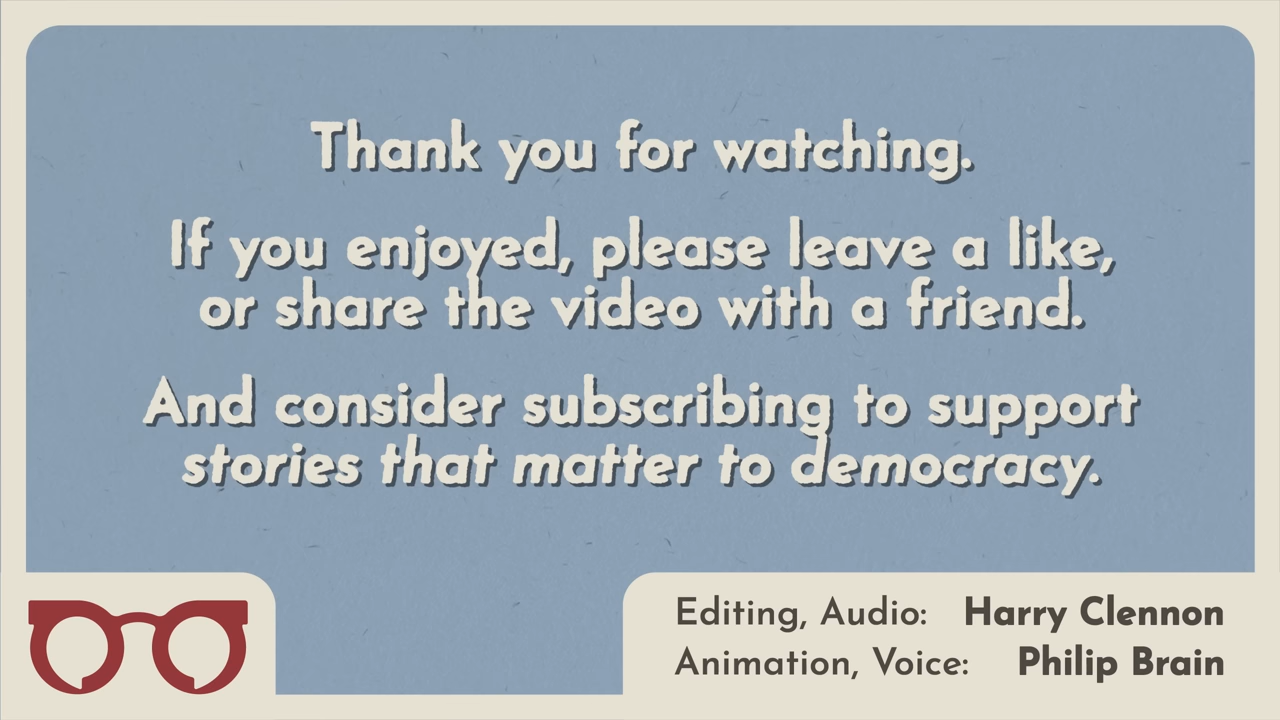 Thank you for watching.
If you enjoyed, please leave a like,
or share the video with a friend.
And consider subscribing to support
stories that matter to democracy.
Editing, Audio: Harry Clennon
Animation, Voice: Philip Brain